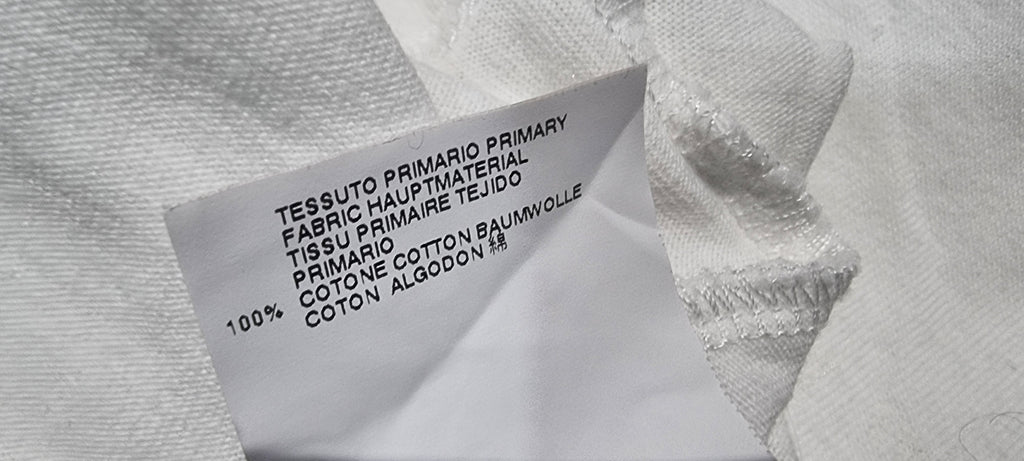 TESSUTO PRIMARIO PRIMARY
FABRIC HAUPTMATERIAL
TISSU PRIMAIRE TEJIDO
PRIMARIO
COTONE COTTON BAUMWOLLE
100% COTON ALGODON 綿